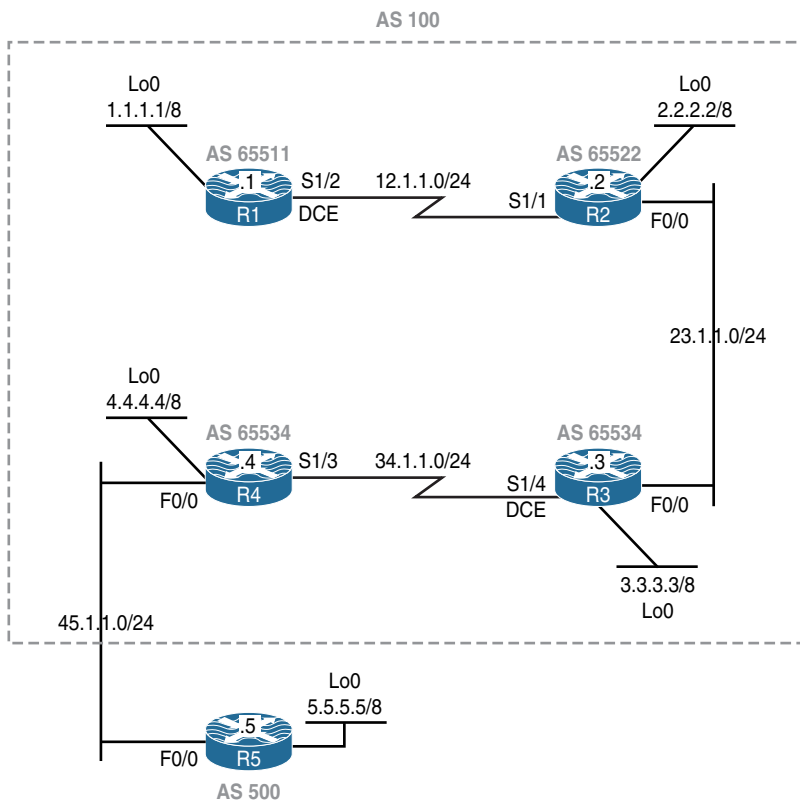 AS 100
Lo0
1.1.1.1/8
Lo0
2.2.2.2/8
AS 65511
AS 65522
.1
R1
S1/2
DCE
12.1.1.0/24
S1/1
.2
R2
F0/0
23.1.1.0/24
Lo0
4.4.4.4/8
AS 65534
AS 65534
.4
R4
S1/3
F0/0
34.1.1.0/24
S1/4
DCE
.3
R3
F0/0
3.3.3.3/8
Lo0
45.1.1.0/24
Lo0
5.5.5.5/8
.5
R5
F0/0
AS 500